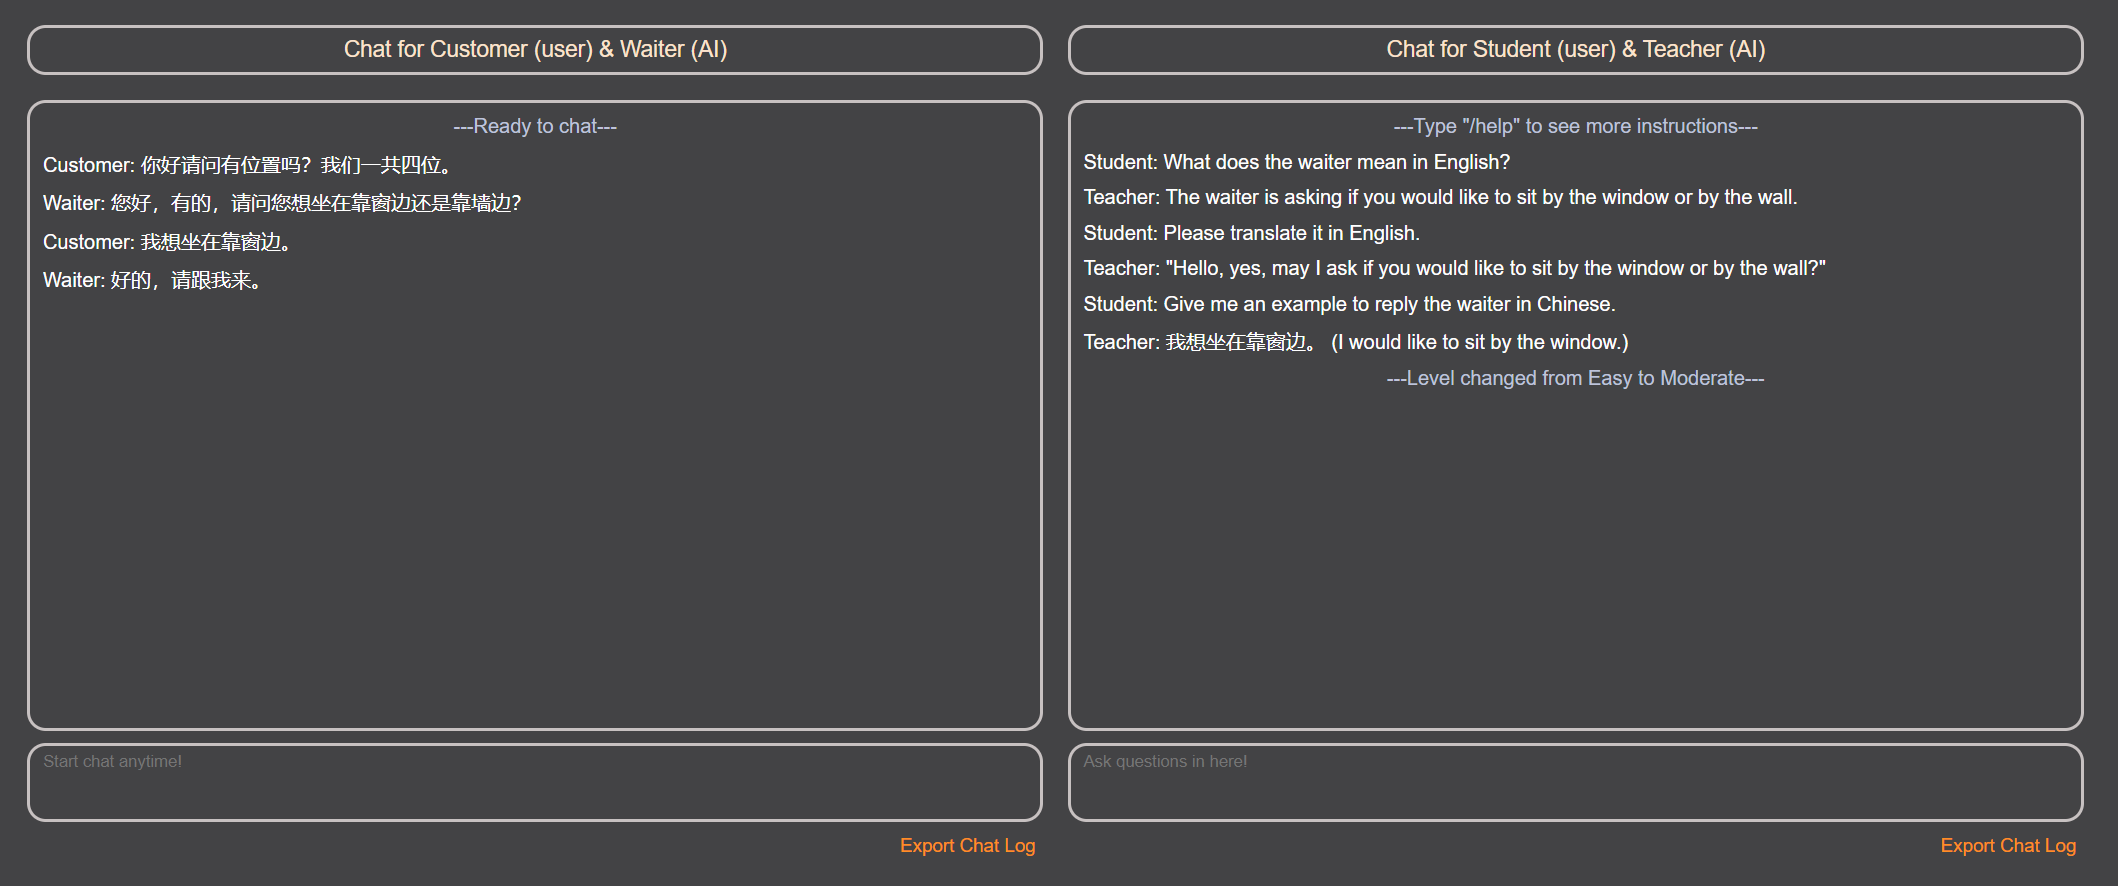 Chat for Customer (user) & Waiter (AI)
---Ready to chat---
Customer: 你好请问有位置吗？我们一共四位。
Waiter: 您好，有的，请问您想坐在靠窗边还是靠墙边？
Customer: 我想坐在靠窗边。
Waiter: 好的，请跟我来。
Start chat anytime!
Export Chat Log
Chat for Student (user) & Teacher (AI)
---Type "/help" to see more instructions---
Student: What does the waiter mean in English?
Teacher: The waiter is asking if you would like to sit by the window or by the wall.
Student: Please translate it in English.
Teacher: "Hello, yes, may I ask if you would like to sit by the window or by the wall?"
Student: Give me an example to reply the waiter in Chinese.
Teacher: 我想坐在靠窗边。 (I would like to sit by the window.)
---Level changed from Easy to Moderate---
Ask questions in here!
Export Chat Log